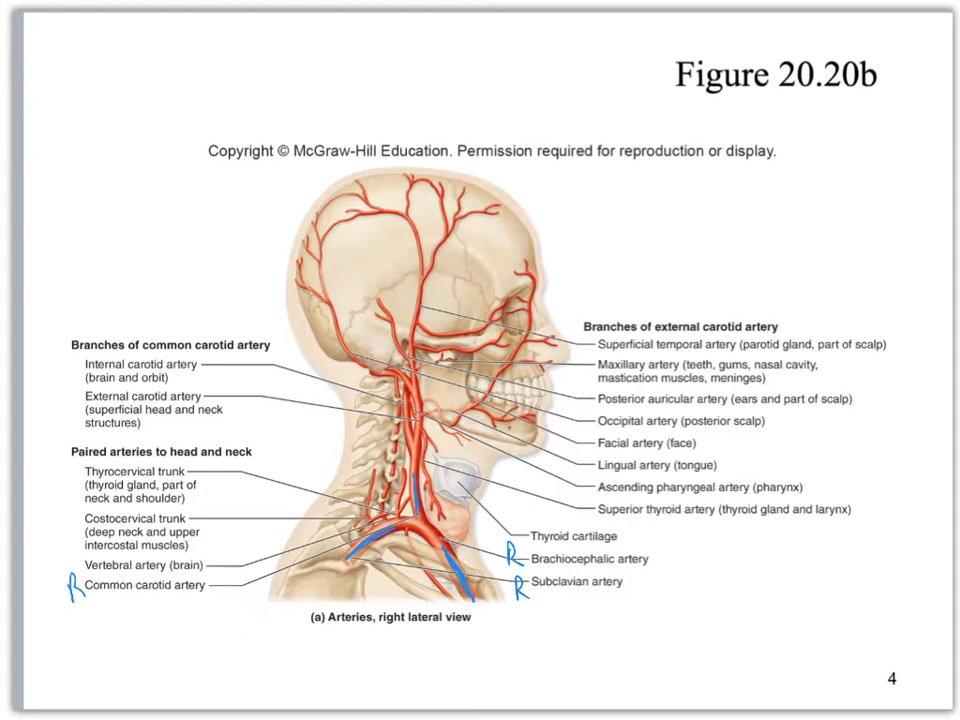 Figure 20.20b
Copyright © McGraw-Hill Education. Permission required for reproduction or display.
Branches of common carotid artery
Internal carotid artery
(brain and orbit)
External carotid artery
(superficial head and neck
structures)
Paired arteries to head and neck
Thyrocervical trunk
(thyroid gland, part of
neck and shoulder)
Costocervical trunk
(deep neck and upper
intercostal muscles)
Vertebral artery (brain)
R Common carotid artery
Branches of external carotid artery
Superficial temporal artery (parotid gland, part of scalp)
Maxillary artery (teeth, gums, nasal cavity,
mastication muscles, meninges)
Posterior auricular artery (ears and part of scalp)
Occipital artery (posterior scalp)
Facial artery (face)
Lingual artery (tongue)
Ascending pharyngeal artery (pharynx)
Superior thyroid artery (thyroid gland and larynx)
Thyroid cartilage
R Brachiocephalic artery
R Subclavian artery
(a) Arteries, right lateral view
4